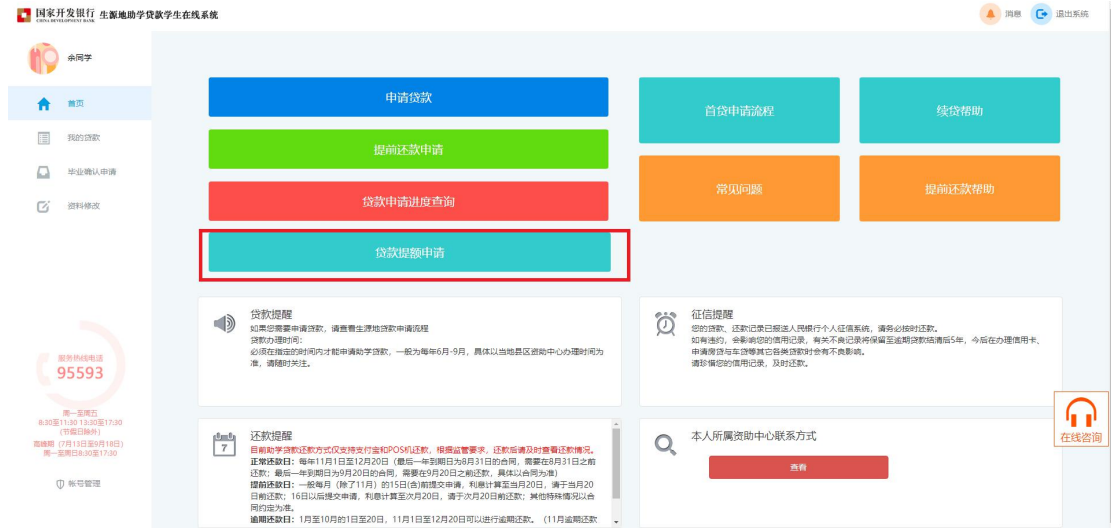 国家开发银行 生源地助学贷款学生在线系统
CHINA DEVELOPMENT BANK
消息
退出系统
余同学
首页
我的贷款
毕业确认申请
资料修改
服务热线电话
95593
周一至周五
8:30至11:30 13:30至17:30
(节假日除外)
高峰期 (7月13日至9月18日)
周一至周日8:30至17:30
帐号管理
申请贷款
提前还款申请
贷款申请进度查询
贷款提额申请
首贷申请流程
续贷帮助
常见问题
提前还款帮助
贷款提醒
如果您需要申请贷款，请查看生源地贷款申请流程
贷款办理时间：
必须在指定的时间内才能申请助学贷款，一般为每年6月-9月，具体以当地县区资助中心办理时间为
准，请随时关注。
征信提醒
您的贷款、还款记录已报送人民银行个人征信系统，请务必按时还款。
如有违约，会影响您的信用记录，有关不良记录将保留至逾期贷款结清后5年，今后在办理信用卡、
申请房贷与车贷等其它各类贷款时会有不良影响。
请珍惜您的信用记录，及时还款。
7
还款提醒
目前助学贷款还款方式仅支持支付宝和POS机还款，根据监管要求，还款后请及时查看还款情况。
正常还款日：每年11月1日至12月20日（最后一年到期日为8月31日的合同，需要在8月31日之前
还款；最后一年到期日为9月20日的合同，需要在9月20日之前还款，具体以合同为准）
提前还款日：一般每月（除了11月）的15日(含)前提交申请，利息计算至当月20日，请于当月20
日前还款；16日以后提交申请，利息计算至次月20日，请于次月20日前还款；其他特殊情况以合
同约定为准。
逾期还款日：1月至10月的1日至20日，11月1日至12月20日可以进行逾期还款。（11月逾期还款
本人所属资助中心联系方式
查看
在线咨询